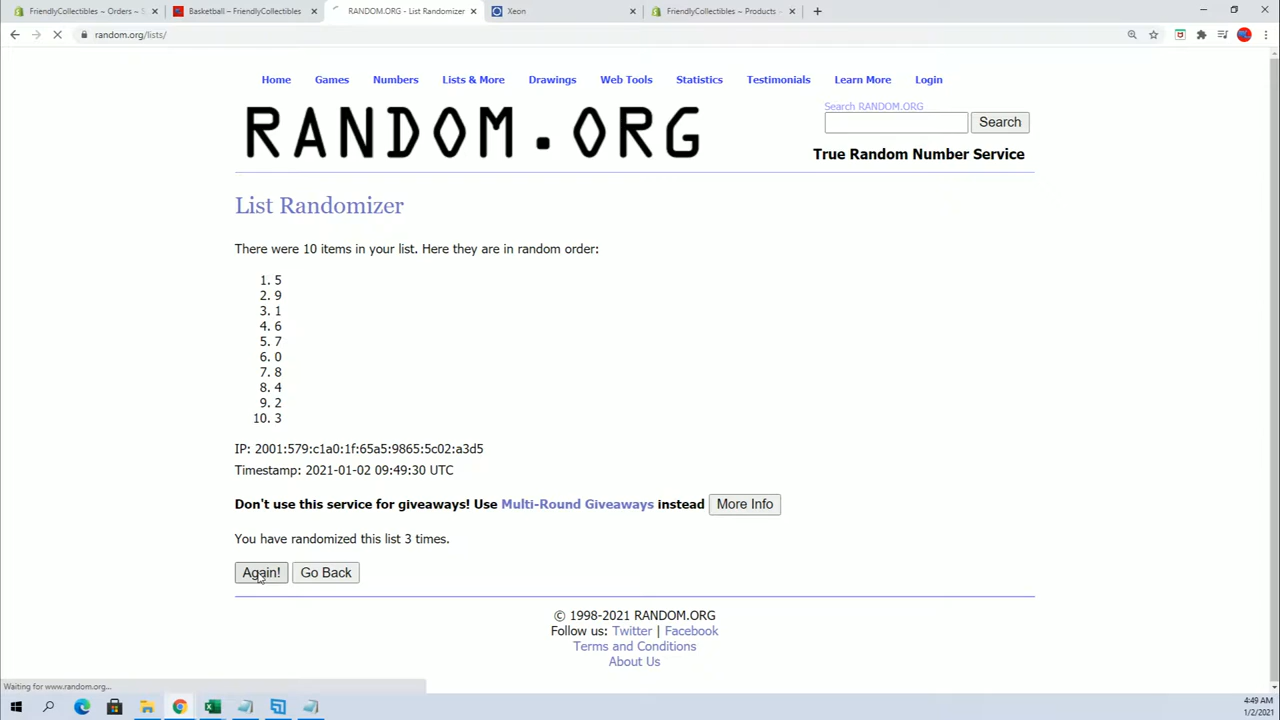 FriendlyCollectibles ~ Orders ~ S
Basketball – FriendlyCollectibles
RANDOM.ORG - List Randomizer
Xeon
FriendlyCollectibles ~ Products ~
random.org/lists/
Home Games Numbers Lists & More Drawings Web Tools Statistics Testimonials Learn More Login
RANDOM.ORG
Search RANDOM.ORG
Search
True Random Number Service
List Randomizer
There were 10 items in your list. Here they are in random order:
1. 5
2. 9
3. 1
4. 6
5. 7
6. 0
7. 8
8. 4
9. 2
10. 3
IP: 2001:579:c1a0:1f:65a5:9865:5c02:a3d5
Timestamp: 2021-01-02 09:49:30 UTC
Don't use this service for giveaways! Use Multi-Round Giveaways instead More Info
You have randomized this list 3 times.
Again! Go Back
© 1998-2021 RANDOM.ORG
Follow us: Twitter | Facebook
Terms and Conditions
About Us
Waiting for www.random.org...
4:49 AM
1/2/2021